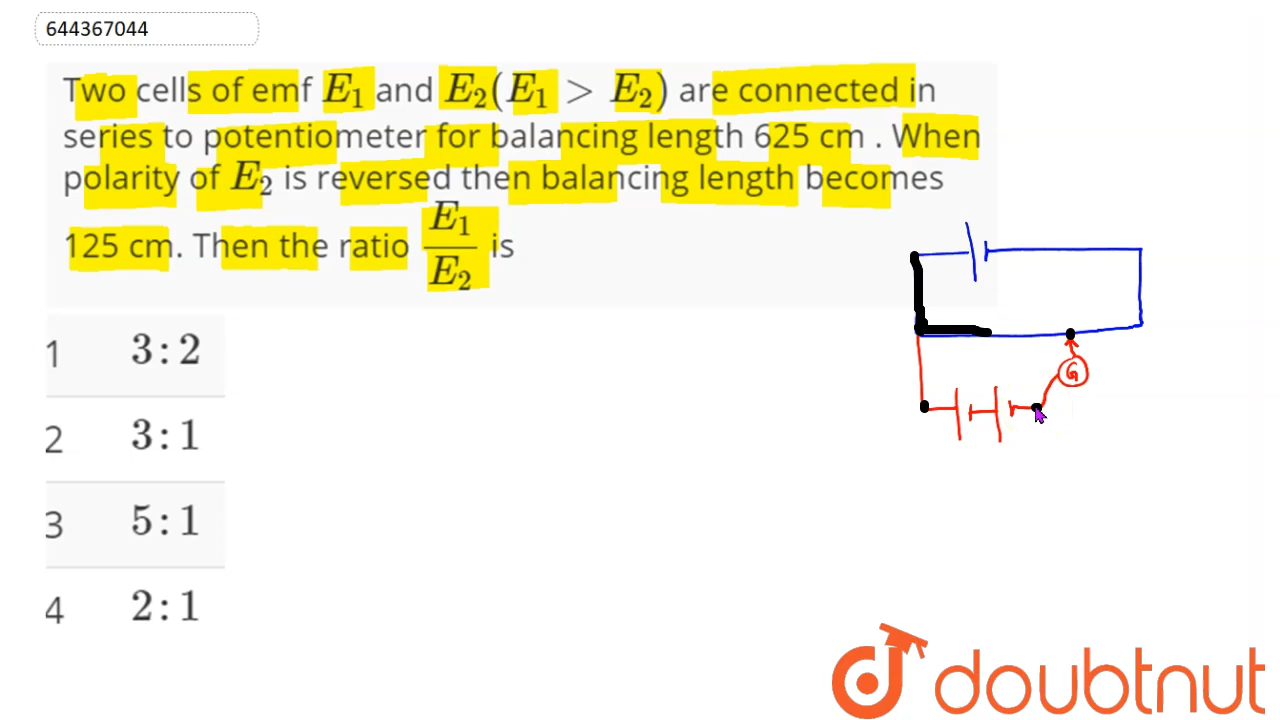 644367044
Two cells of emf E₁ and E₂(E₁ > E₂) are connected in
series to potentiometer for balancing length 625 cm . When
polarity of E₂ is reversed then balancing length becomes
125 cm. Then the ratio E₁/E₂ is
1 3 : 2
2 3 : 1
3 5 : 1
4 2 : 1
G
doubtnut